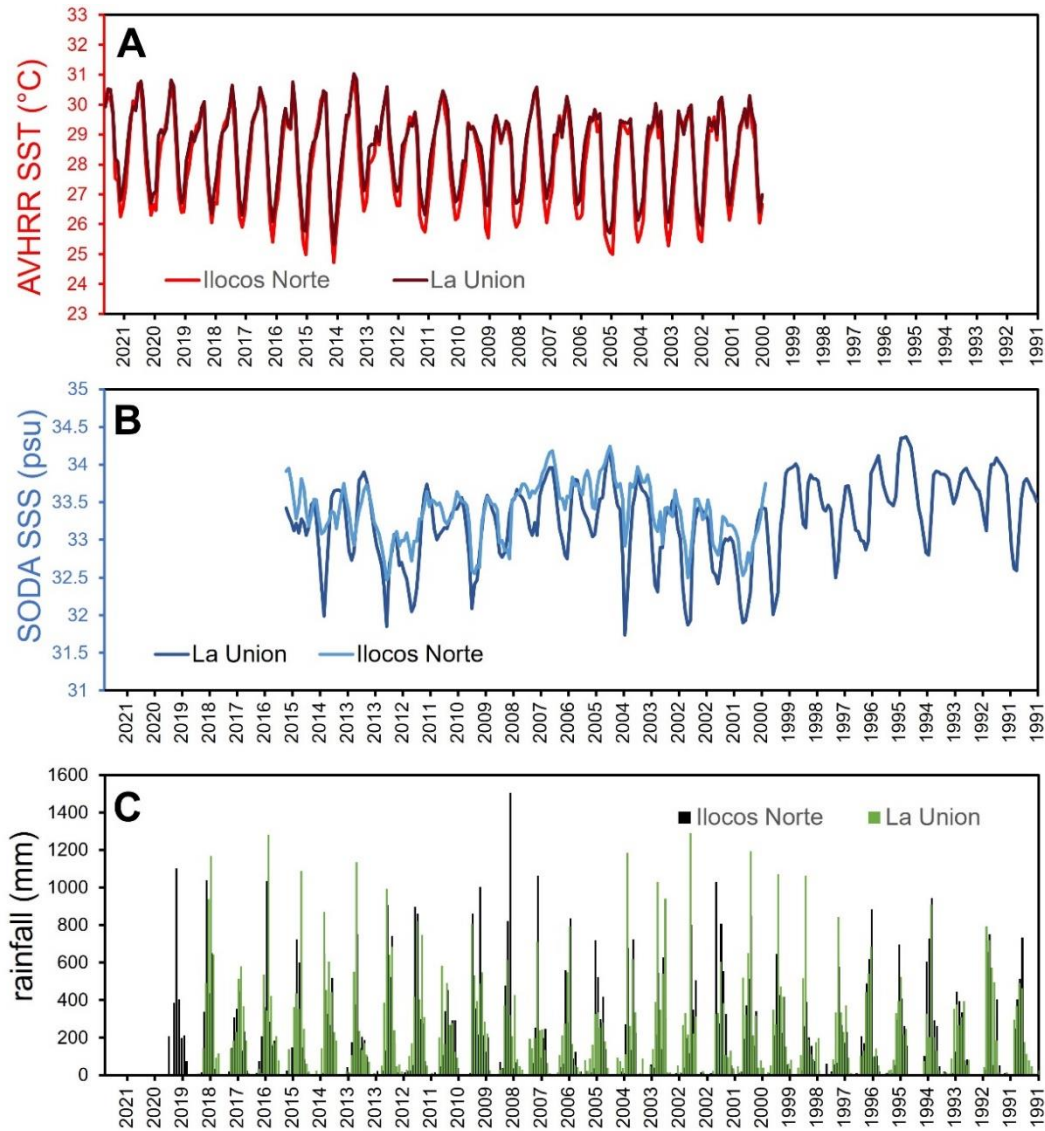 A
AVHRR SST (°C)
33
32
31
30
29
28
27
26
25
24
23
Ilocos Norte La Union
2021 2020 2019 2018 2017 2016 2015 2014 2013 2012 2011 2010 2009 2008 2007 2006 2005 2004 2003 2002 2001 2000 1999 1998 1997 1996 1995 1994 1993 1992 1991
B
SODA SSS (psu)
35
34.5
34
33.5
33
32.5
32
31.5
31
La Union Ilocos Norte
2021 2020 2019 2018 2017 2016 2015 2014 2013 2012 2011 2010 2009 2008 2007 2006 2005 2004 2003 2002 2002 2001 2000 1999 1998 1997 1996 1995 1994 1993 1992 1991 1991
C
rainfall (mm)
1600
1400
1200
1000
800
600
400
200
0
Ilocos Norte La Union
2021 2020 2019 2018 2017 2016 2015 2014 2013 2012 2011 2010 2009 2008 2007 2006 2005 2004 2003 2002 2002 2001 2000 1999 1998 1997 1996 1995 1994 1993 1992 1991 1991